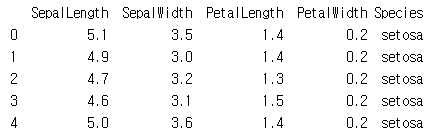 SepalLength SepalWidth PetalLength PetalWidth Species
0 5.1 3.5 1.4 0.2 setosa
1 4.9 3.0 1.4 0.2 setosa
2 4.7 3.2 1.3 0.2 setosa
3 4.6 3.1 1.5 0.2 setosa
4 5.0 3.6 1.4 0.2 setosa